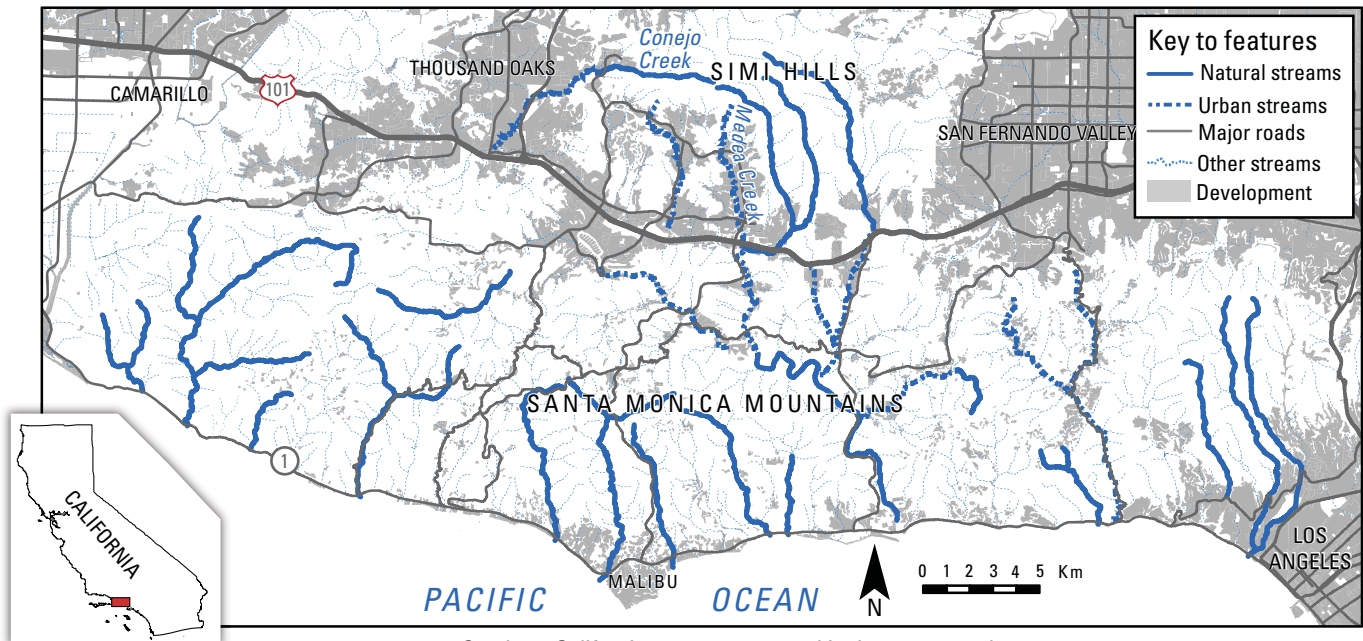 Key to features
Natural streams
Urban streams
Major roads
Other streams
Development
Conejo
Creek
SIMI HILLS
THOUSAND OAKS
CAMARILLO
101
SAN FERNANDO VALLEY
Medea Creek
SANTA MONICA MOUNTAINS
1
CALIFORNIA
LOS
ANGELES
MALIBU
PACIFIC OCEAN
N
0 1 2 3 4 5 Km